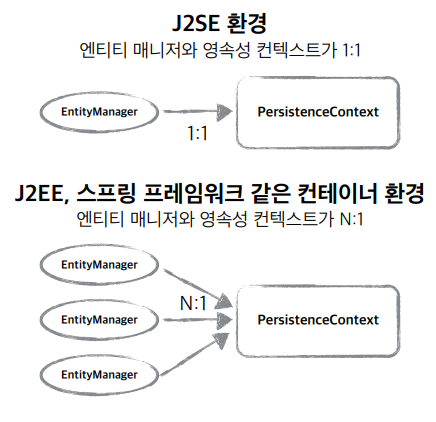 J2SE 환경
엔티티 매니저와 영속성 컨텍스트가 1:1
EntityManager
1:1
PersistenceContext
J2EE, 스프링 프레임워크 같은 컨테이너 환경
엔티티 매니저와 영속성 컨텍스트가 N:1
EntityManager
N:1
EntityManager
PersistenceContext
EntityManager